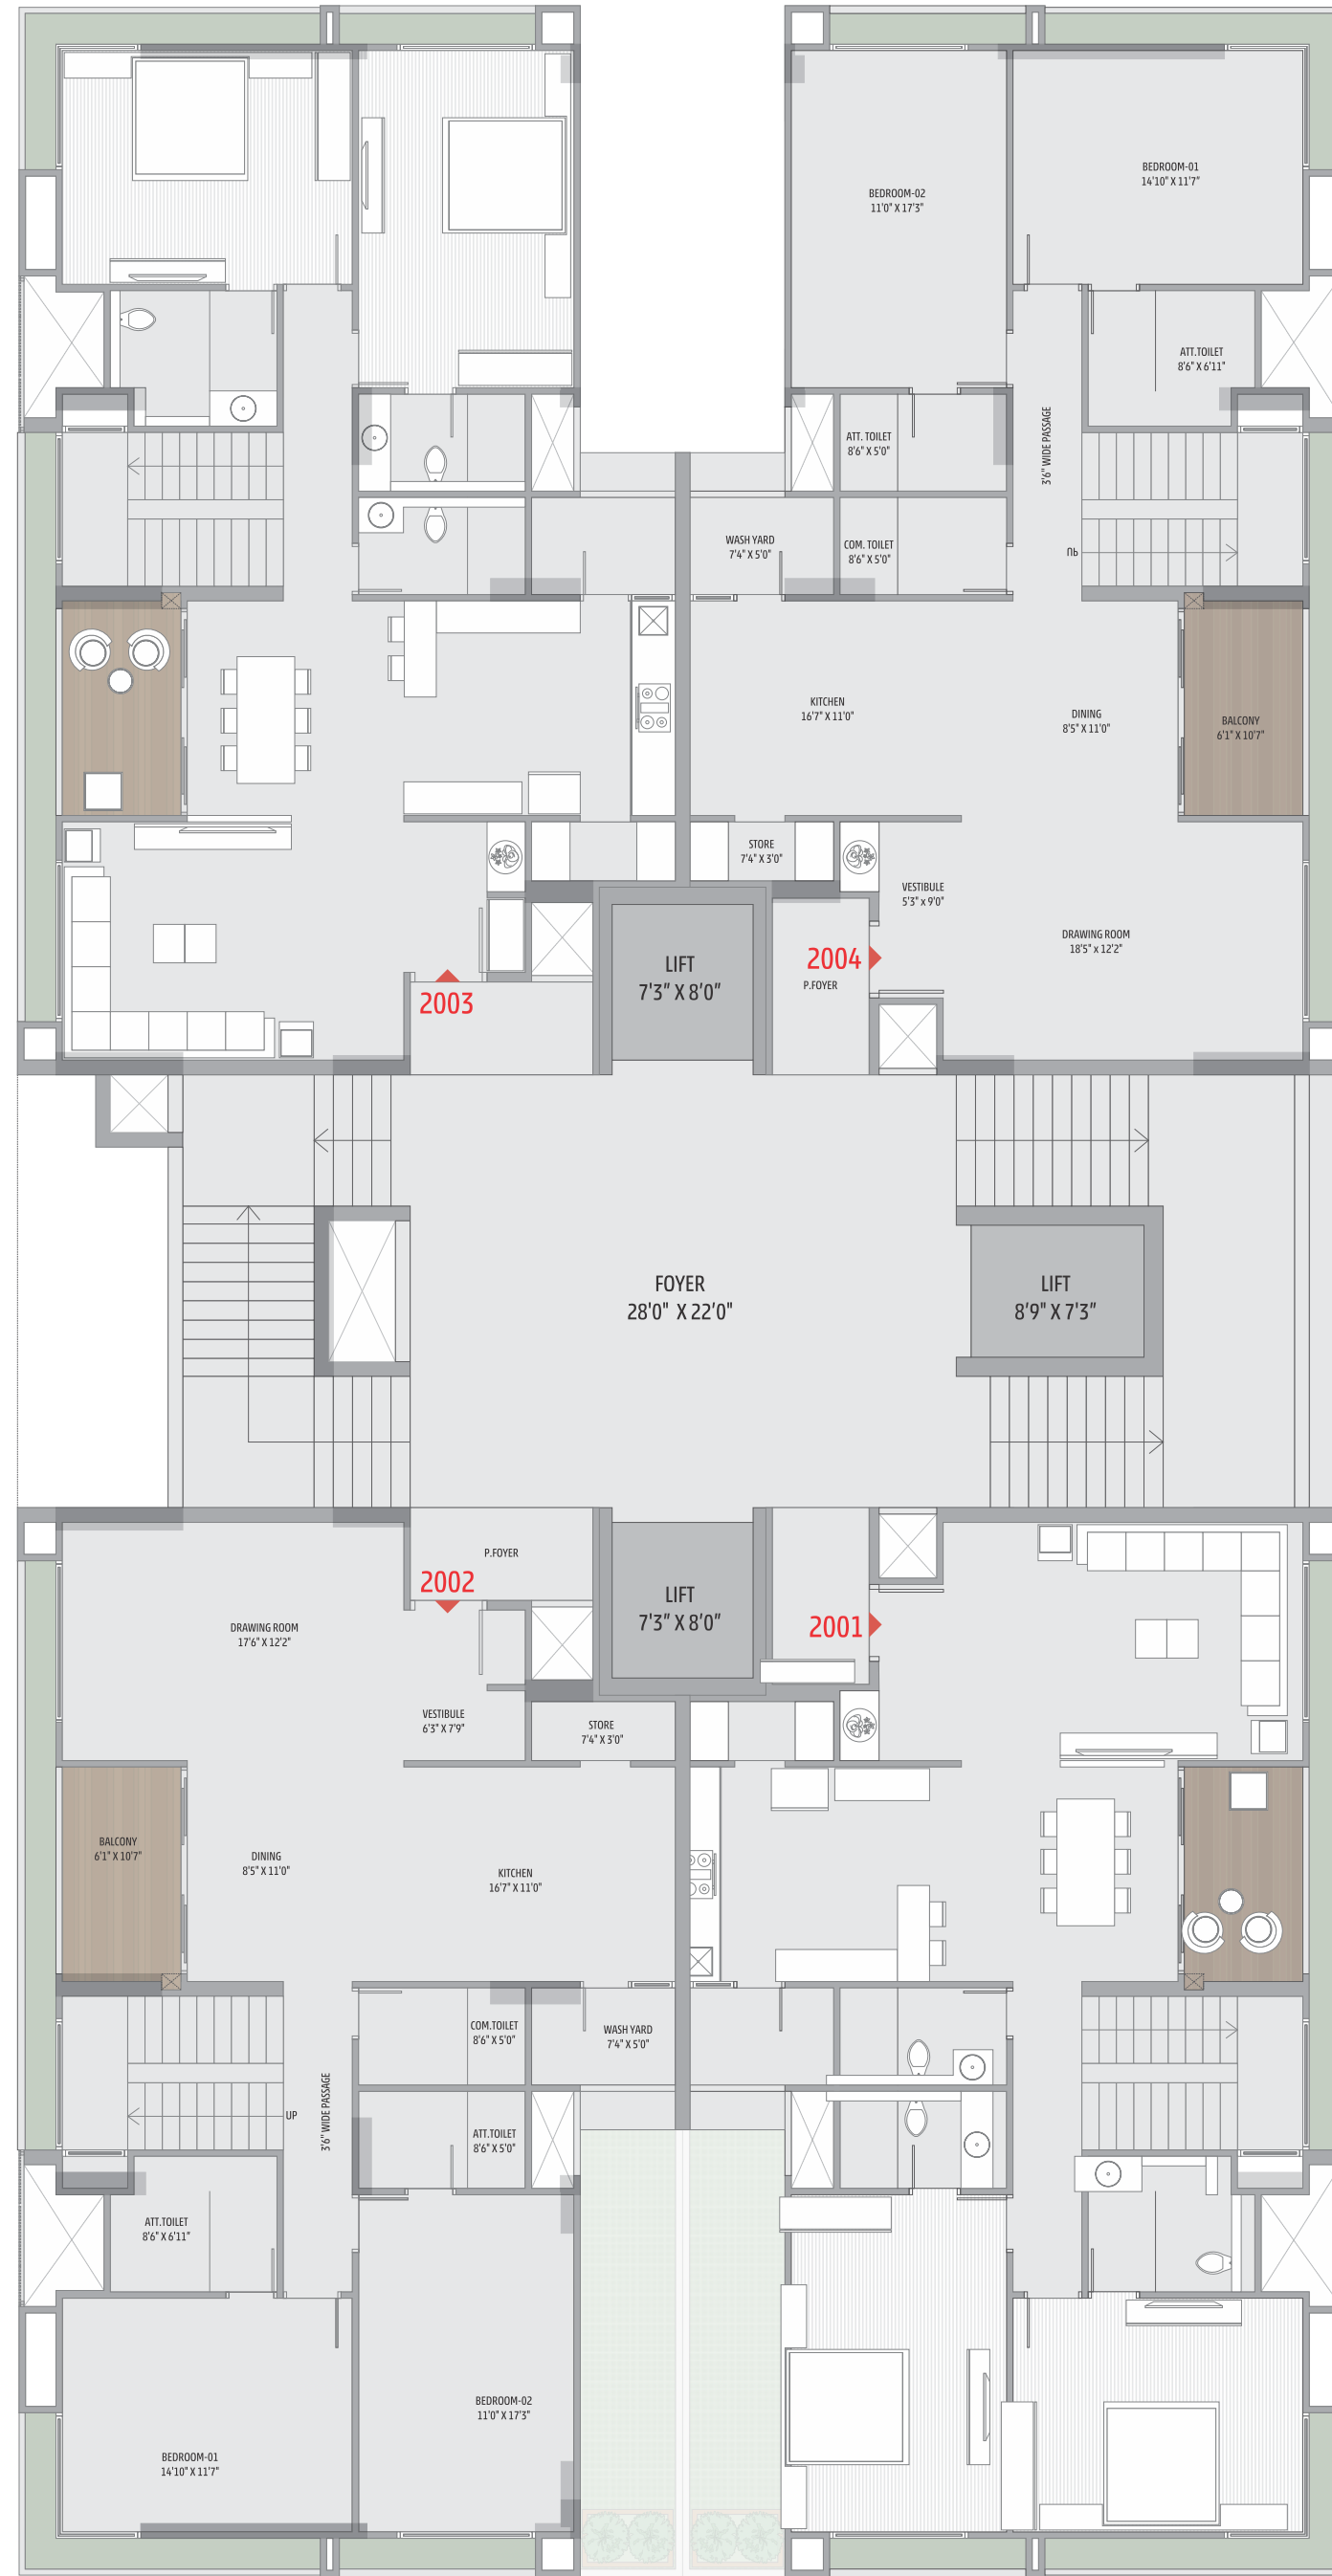 BEDROOM-01
14'10" X 11'7"
BEDROOM-02
11'0" X 17'3"
ATT.TOILET
8'6" X 6'11"
3'6" WIDE PASSAGE
ATT. TOILET
8'6" X 5'0"
WASH YARD
7'4" X 5'0"
COM. TOILET
8'6" X 5'0"
UP
KITCHEN
16'7" X 11'0"
DINING
8'5" X 11'0"
BALCONY
6'1" X 10'7"
STORE
7'4" X 3'0"
VESTIBULE
5'3" x 9'0"
DRAWING ROOM
18'5" x 12'2"
2004
P.FOYER
LIFT
7'3" X 8'0"
2003
FOYER
28'0" X 22'0"
LIFT
8'9" X 7'3"
P.FOYER
2002
LIFT
7'3" X 8'0"
2001
DRAWING ROOM
17'6" X 12'2"
VESTIBULE
6'3" X 7'9"
STORE
7'4" X 3'0"
BALCONY
6'1" X 10'7"
DINING
8'5" X 11'0"
KITCHEN
16'7" X 11'0"
COM.TOILET
8'6" X 5'0"
WASH YARD
7'4" X 5'0"
UP
3'6" WIDE PASSAGE
ATT.TOILET
8'6" X 5'0"
ATT.TOILET
8'6" X 6'11"
BEDROOM-02
11'0" X 17'3"
BEDROOM-01
14'10" X 11'7"